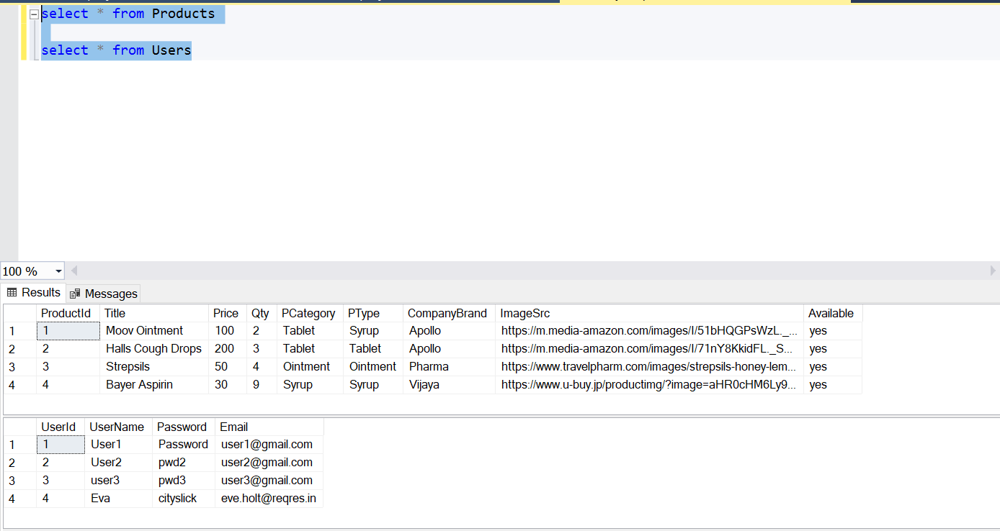 select * from Products
select * from Users
100 %
Results Messages
ProductId Title Price Qty PCategory PType CompanyBrand ImageSrc Available
1 1 Moov Ointment 100 2 Tablet Syrup Apollo https://m.media-amazon.com/images/I/51bHQGPsWzL._... yes
2 2 Halls Cough Drops 200 3 Tablet Tablet Apollo https://m.media-amazon.com/images/I/71nY8KkidFL._S... yes
3 3 Strepsils 50 4 Ointment Ointment Pharma https://www.travelpharm.com/images/strepsils-honey-lem... yes
4 4 Bayer Aspirin 30 9 Syrup Syrup Vijaya https://www.u-buy.jp/productimg/?image=aHR0cHM6Ly9... yes
UserId UserName Password Email
1 1 User1 Password user1@gmail.com
2 2 User2 pwd2 user2@gmail.com
3 3 user3 pwd3 user3@gmail.com
4 4 Eva cityslick eve.holt@reqres.in